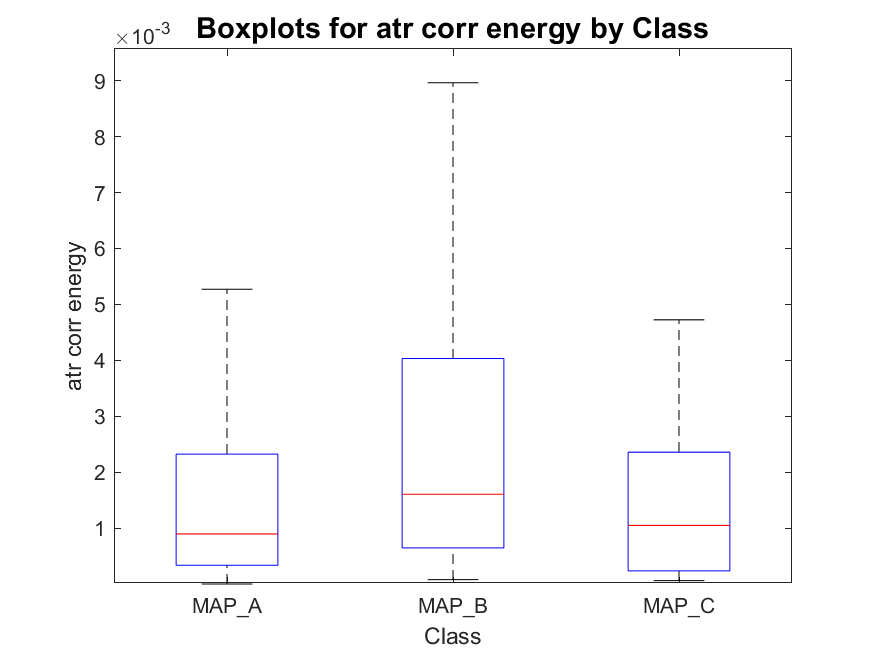 Boxplots for atr corr energy by Class
×10-3
9
8
7
6
5
4
3
2
1
atr corr energy
MAP_A MAP_B MAP_C
Class